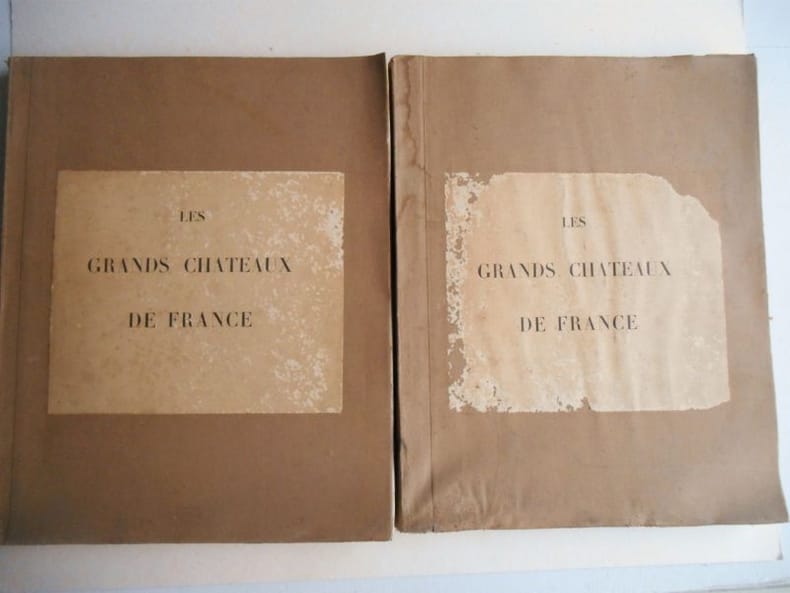 LES
GRANDS CHATEAUX
DE FRANCE
LES
GRANDS CHATEAUX
DE FRANCE